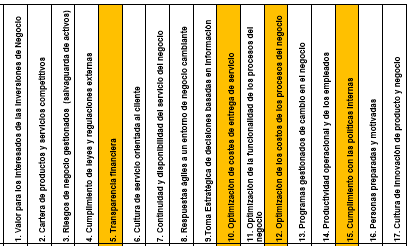 1. Valor para los Interesados de las Inversiones de Negocio
2. Cartera de productos y servicios competitivos
3. Riesgos de negocio gestionados (salvaguarda de activos)
4. Cumplimiento de leyes y regulaciones externas
5. Transparencia financiera
6. Cultura de servicio orientada al cliente
7. Continuidad y disponibilidad del servicio del negocio
8. Respuestas ágiles a un entorno de negocio cambiante
9.Toma Estratégica de decisiones basadas en información
10. Optimización de costes de entrega de servicio
11. Optimización de la funcionalidad de los procesos del
negocio
12. Optimización de los costos de los procesos del negocio
13. Programas gestionados de cambio en el negocio
14. Productividad operacional y de los empleados
15. Cumplimiento con las políticas internas
16. Personas preparadas y motivadas
17. Cultura de innovación de producto y negocio